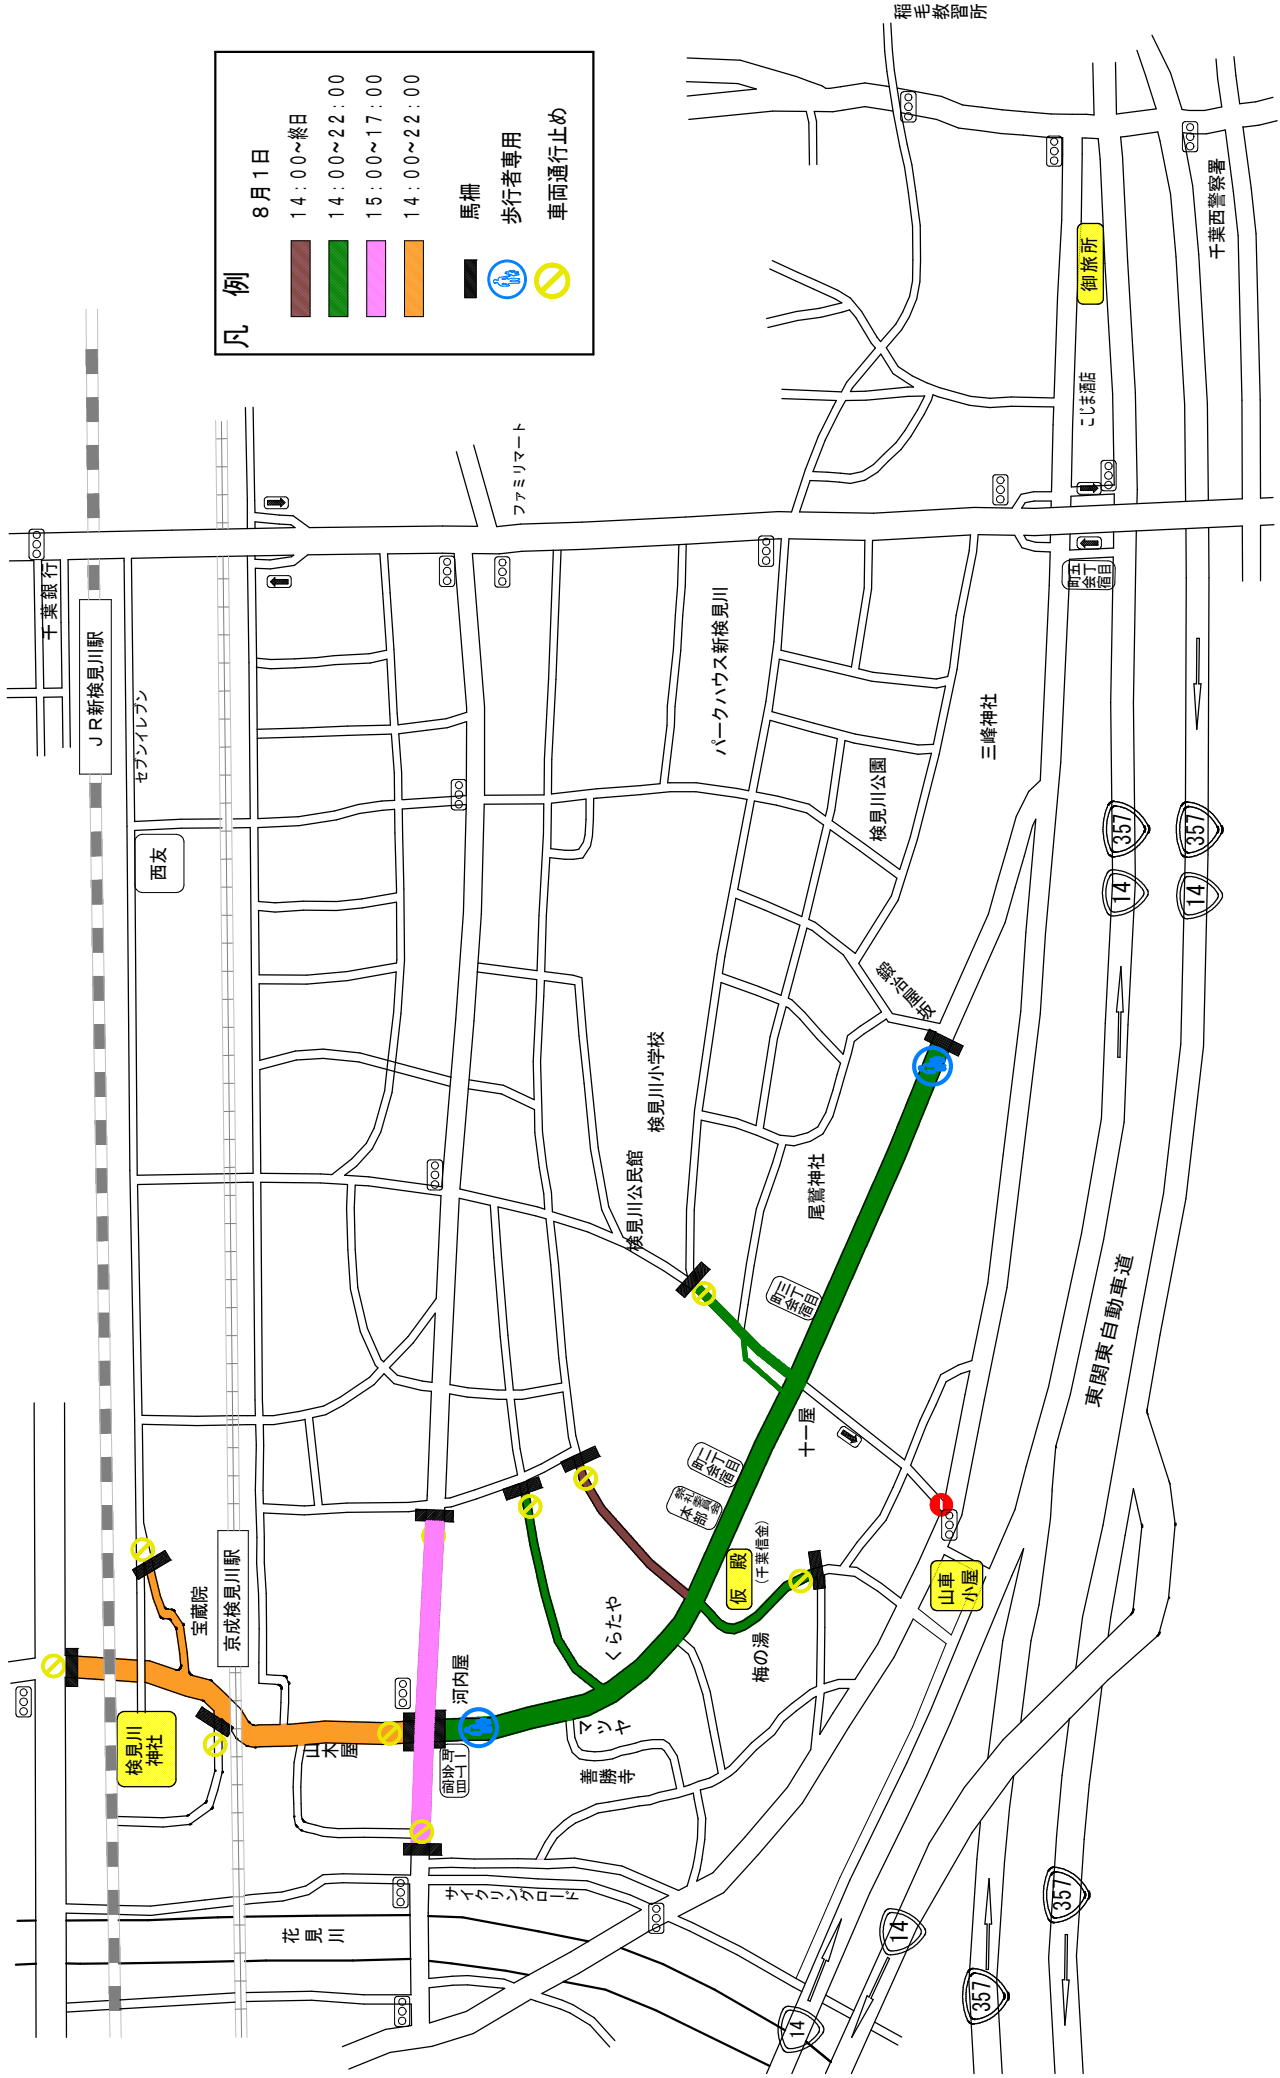 凡 例
8月1日
14:00~終日
14:00~22:00
15:00~17:00
14:00~22:00
馬柵
歩行者専用
車両通行止め
稲毛教習所
千葉西警察署
御旅所
こじま酒店
ファミリマート
千葉銀行
JR新検見川駅
セブンイレブン
西友
パークハウス新検見川
検見川公園
三峰神社
五丁目
町会宿
357
14
357
14
鍛冶屋坂
検見川小学校
検見川公民館
尾鷲神社
三丁目
町会宿
東関東自動車道
十一屋
二丁目
町会宿
祭礼委員会
本部
仮 殿
(千葉信金)
山車
小屋
梅の湯
くらたや
宝蔵院
京成検見川駅
検見川
神社
山木屋
河内屋
マツヤ
善勝寺
サイクリングロード
花見川
14
14
357
357